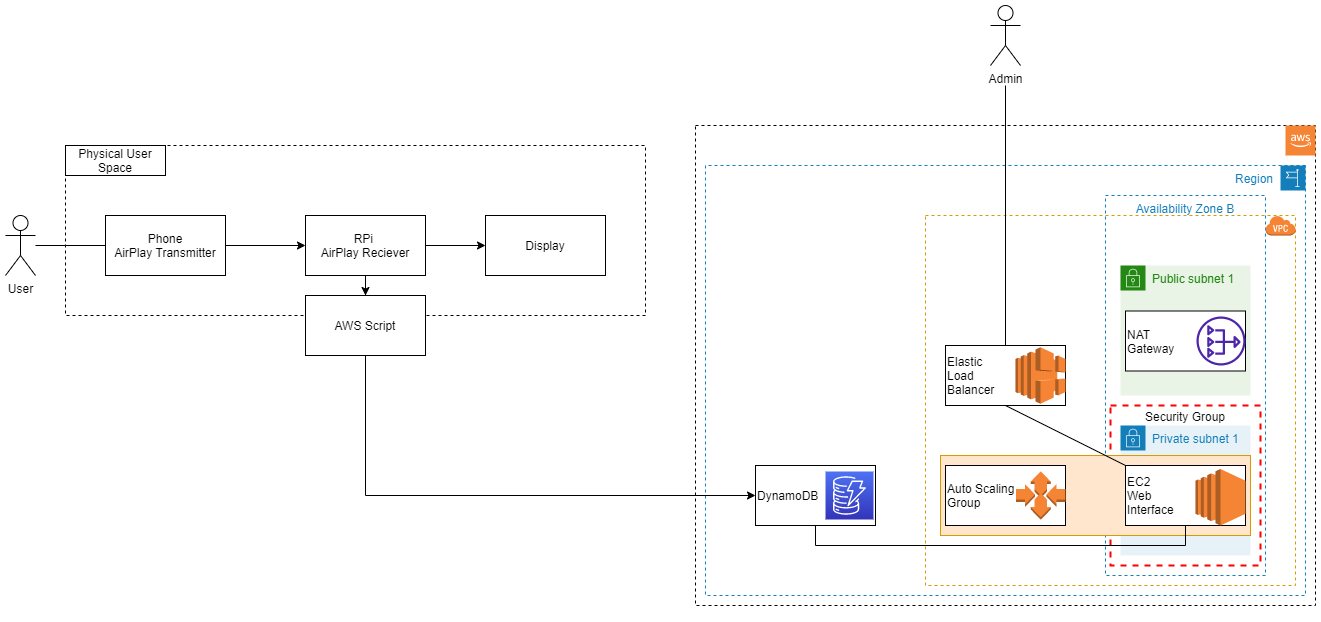 Admin
aws
Physical User
Space
Region
Availability Zone B
VPC
Phone
AirPlay Transmitter
RPi
AirPlay Reciever
Display
User
Public subnet 1
AWS Script
NAT
Gateway
Elastic
Load
Balancer
Security Group
Private subnet 1
DynamoDB
Auto Scaling
Group
EC2
Web
Interface